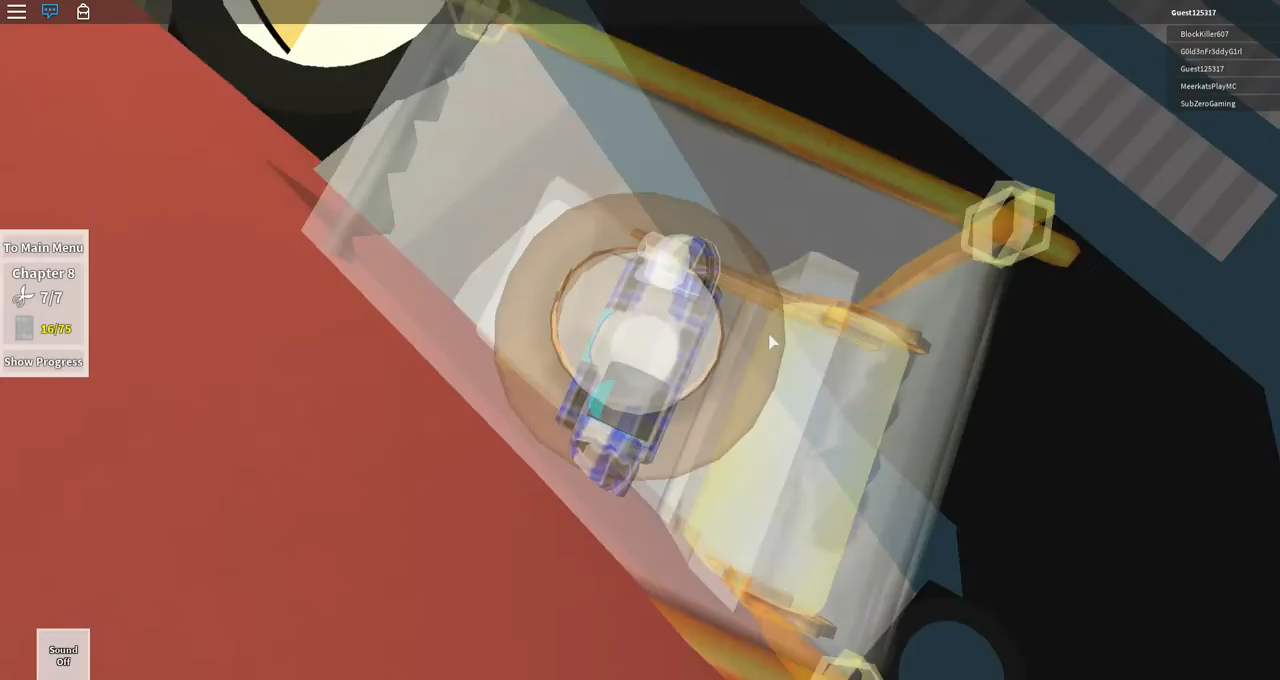 Guest125317
BlockKiller607
G0ld3nFr3ddyG1rl
Guest125317
MeerkatsPlayMC
SubZeroGaming
To Main Menu
Chapter 8
7/7
16/75
Show Progress
Sound
Off